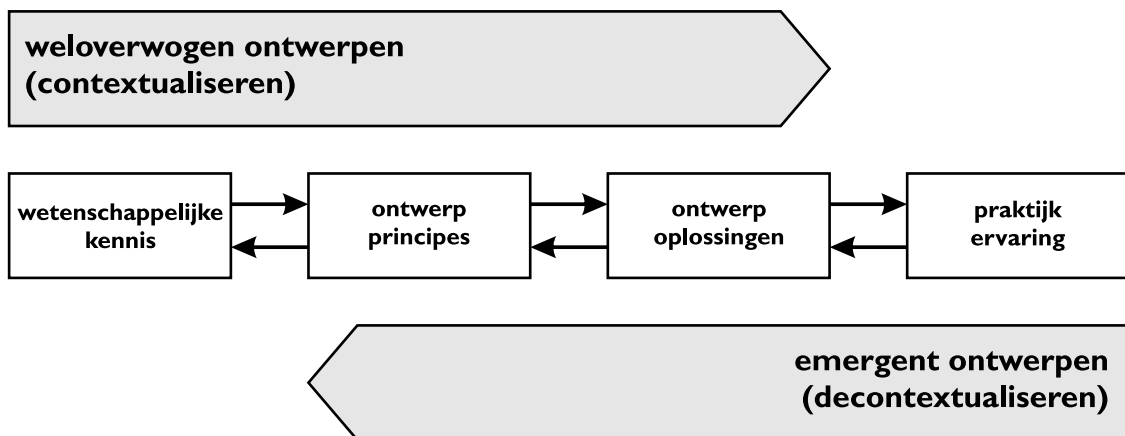 weloverwogen ontwerpen
(contextualiseren)
wetenschappelijke
kennis
ontwerp
principes
ontwerp
oplossingen
praktijk
ervaring
emergent ontwerpen
(decontextualiseren)